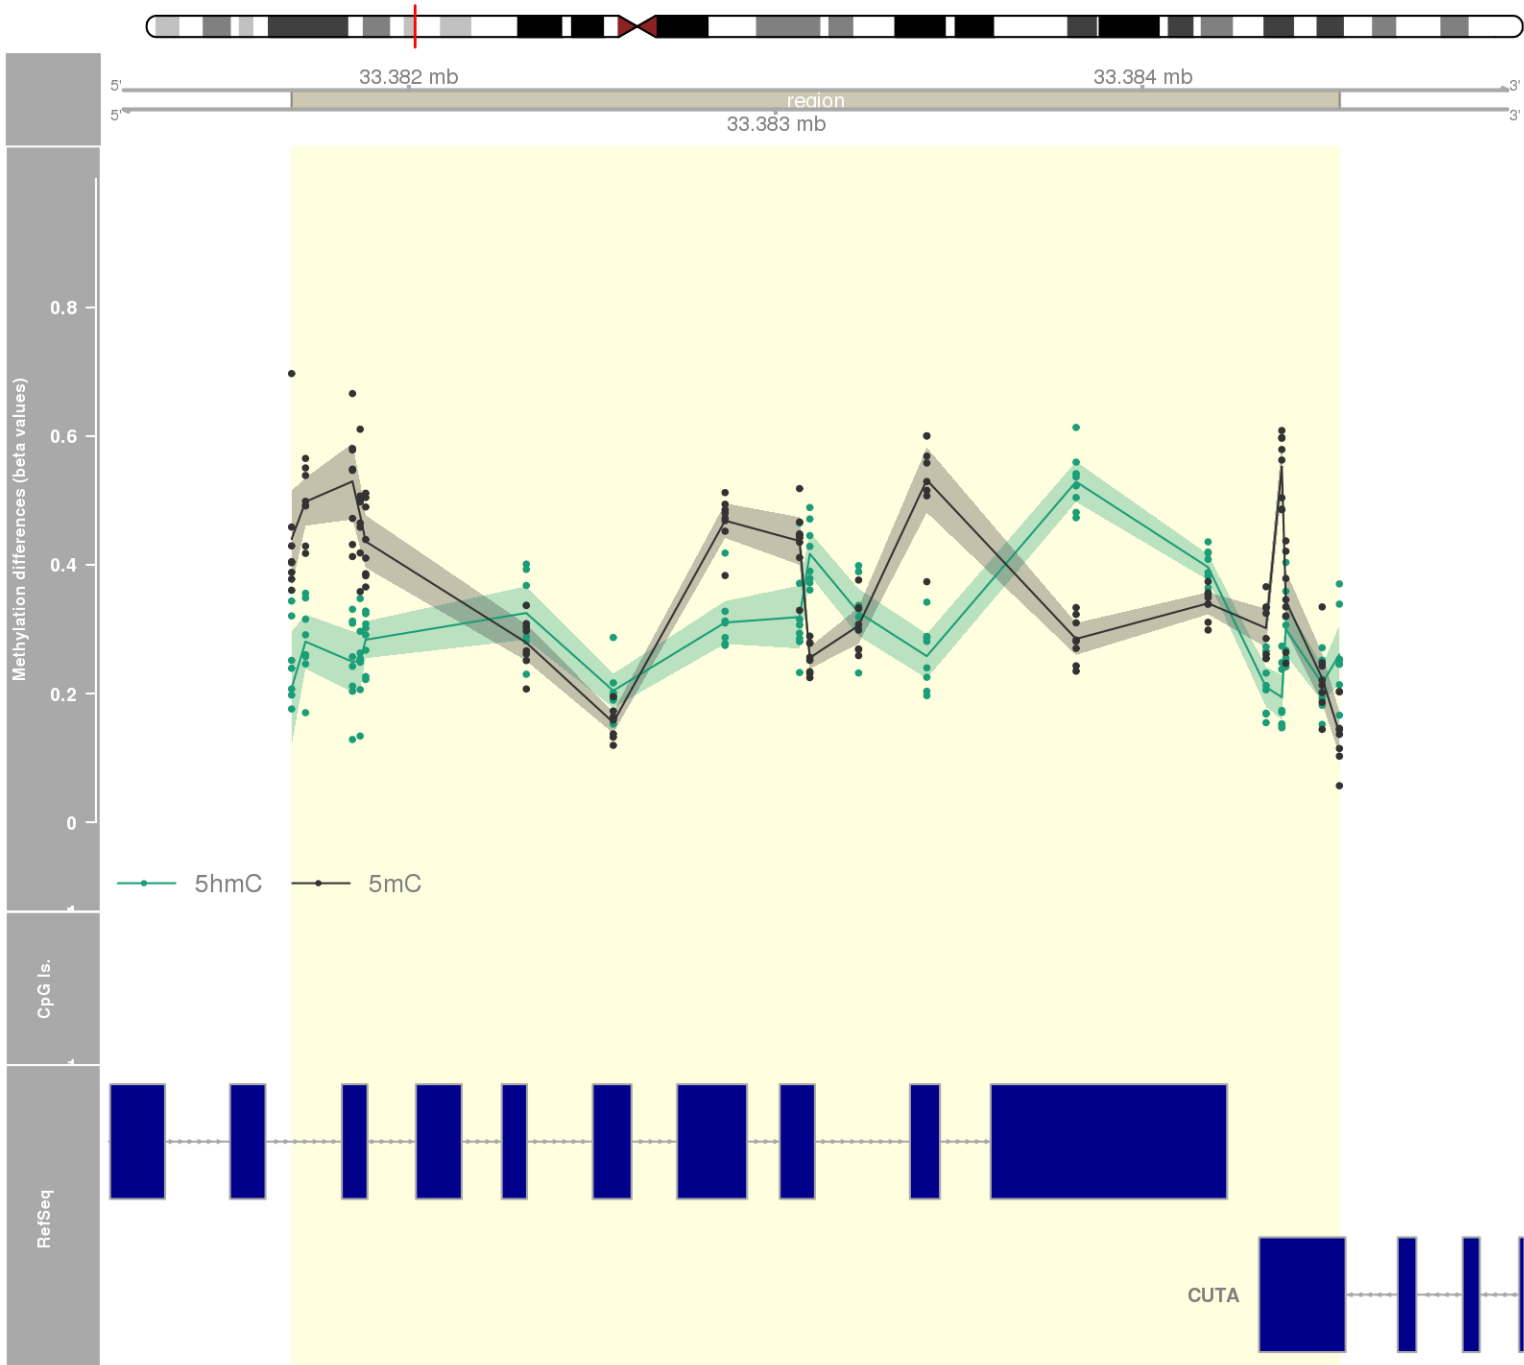 33.382 mb
33.384 mb
5'
3'
region
5'
3'
33.383 mb
Methylation differences (beta values)
0.8
0.6
0.4
0.2
0
5hmC
5mC
CpG Is.
RefSeq
CUTA